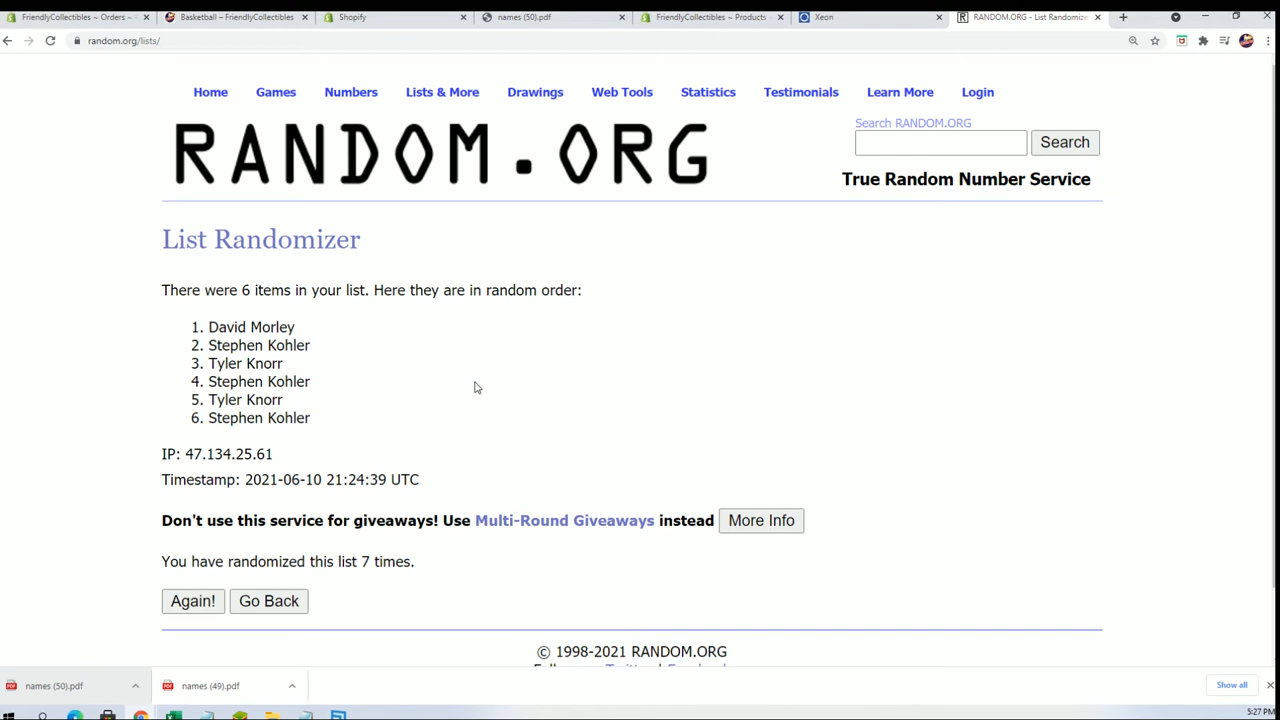 FriendlyCollectibles ~ Orders ~
Basketball – FriendlyCollectibles
Shopify
names (50).pdf
FriendlyCollectibles ~ Products
Xeon
RANDOM.ORG - List Randomize
random.org/lists/
Home
Games
Numbers
Lists & More
Drawings
Web Tools
Statistics
Testimonials
Learn More
Login
RANDOM.ORG
Search RANDOM.ORG
Search
True Random Number Service
List Randomizer
There were 6 items in your list. Here they are in random order:
1. David Morley
2. Stephen Kohler
3. Tyler Knorr
4. Stephen Kohler
5. Tyler Knorr
6. Stephen Kohler
IP: 47.134.25.61
Timestamp: 2021-06-10 21:24:39 UTC
Don't use this service for giveaways! Use Multi-Round Giveaways instead More Info
You have randomized this list 7 times.
Again! Go Back
© 1998-2021 RANDOM.ORG
names (50).pdf
names (49).pdf
Show all
5:27 PM